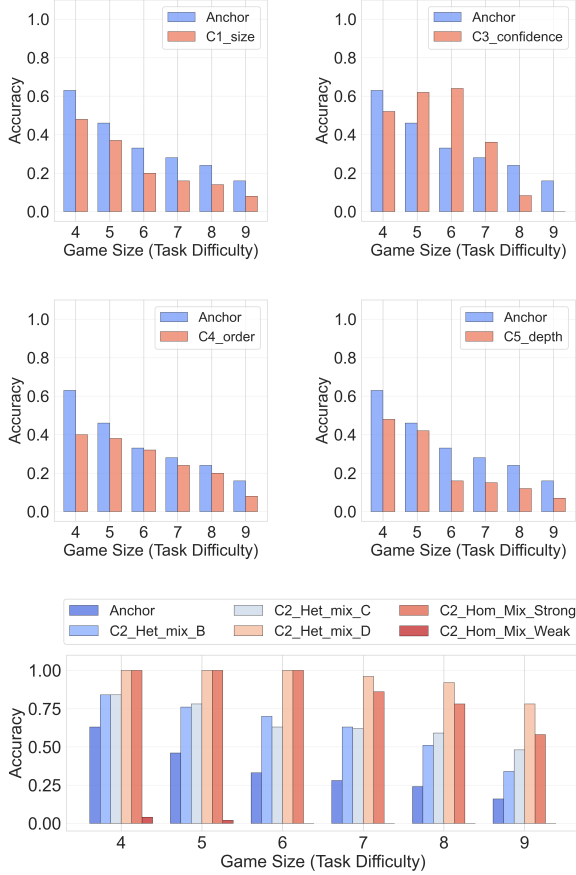 Anchor
C1_size
1.0
0.8
0.6
0.4
0.2
0.0
Accuracy
4 5 6 7 8 9
Game Size (Task Difficulty)
Anchor
C3_confidence
1.0
0.8
0.6
0.4
0.2
0.0
Accuracy
4 5 6 7 8 9
Game Size (Task Difficulty)
Anchor
C4_order
1.0
0.8
0.6
0.4
0.2
0.0
Accuracy
4 5 6 7 8 9
Game Size (Task Difficulty)
Anchor
C5_depth
1.0
0.8
0.6
0.4
0.2
0.0
Accuracy
4 5 6 7 8 9
Game Size (Task Difficulty)
Anchor C2_Het_mix_C C2_Hom_Mix_Strong
C2_Het_mix_B C2_Het_mix_D C2_Hom_Mix_Weak
1.00
0.75
0.50
0.25
0.00
Accuracy
4 5 6 7 8 9
Game Size (Task Difficulty)